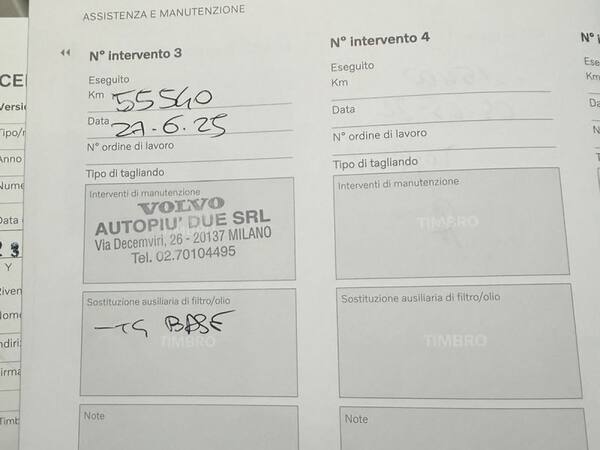 ASSISTENZA E MANUTENZIONE
N° intervento 3
Eseguito
Km 55540
Data 27.6.25
N° ordine di lavoro
Tipo di tagliando
Interventi di manutenzione
VOLVO
AUTOPIU' DUE SRL
Via Decemviri, 26 - 20137 MILANO
Tel. 02.70104495
Sostituzione ausiliaria di filtro/olio
TG BASE
TIMBRO
Note
N° intervento 4
Eseguito
Km
Data
N° ordine di lavoro
Tipo di tagliando
Interventi di manutenzione
TIMBRO
Sostituzione ausiliaria di filtro/olio
TIMBRO
Note